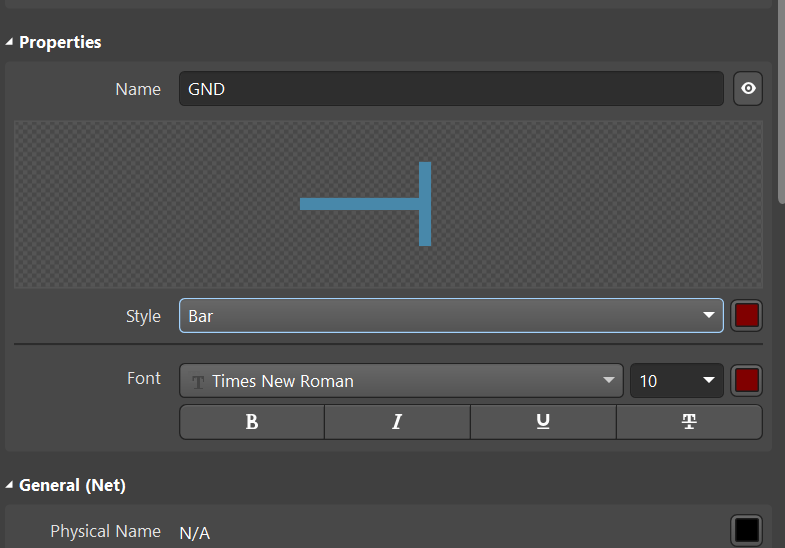 Properties
Name GND
Style Bar
Font T Times New Roman 10
B I U T
General (Net)
Physical Name N/A